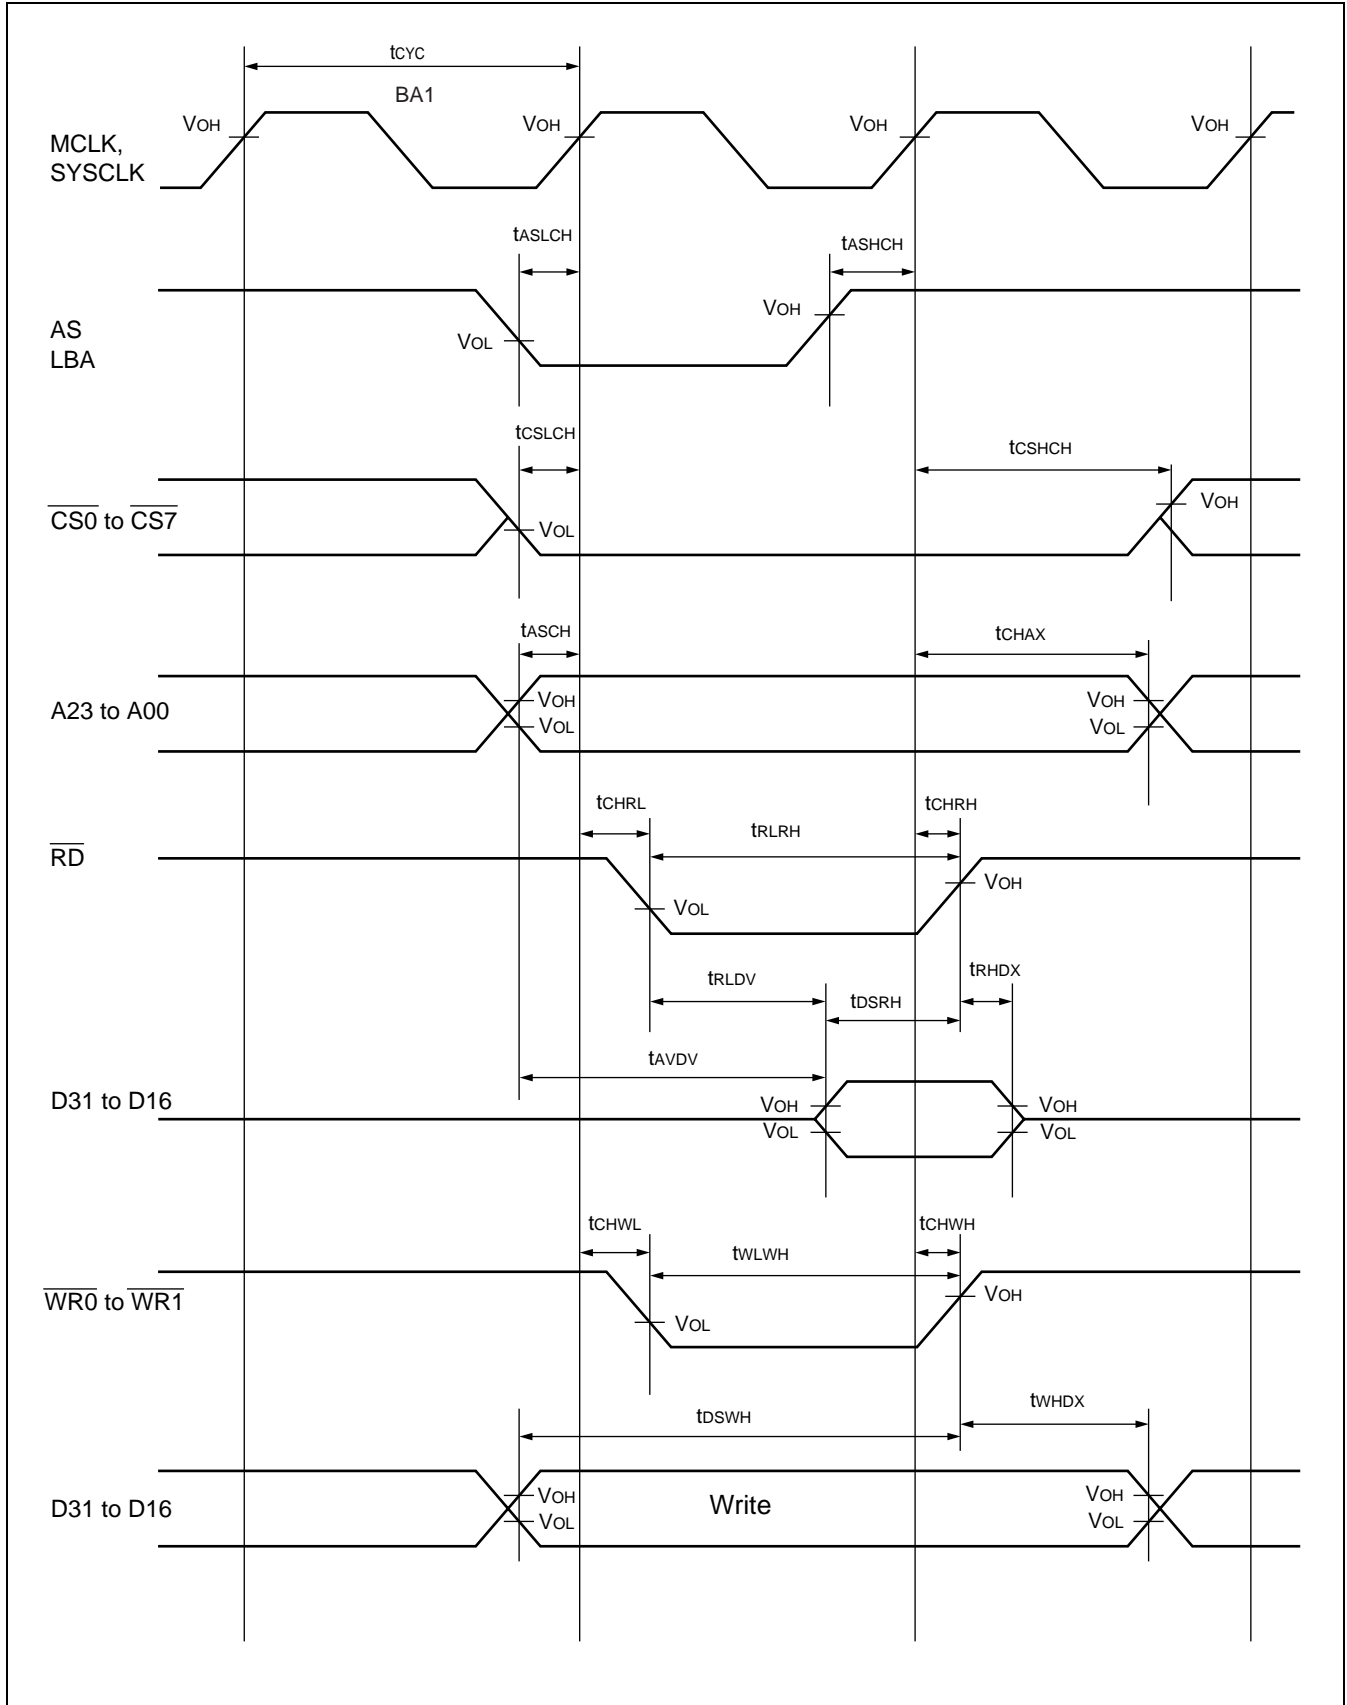 tCYC
BA1
VOH VOH VOH VOH
MCLK,
SYSCLK
tASLCH tASHCH
VOH
AS
VOL
LBA
tCSLCH tCSHCH
VOH
CS0 to CS7
VOL
tASCH tCHAX
VOH VOH
A23 to A00
VOL VOL
tCHRL tCHRH
tRLRH
RD
VOH
VOL
tRLDV tRHDX
tDSRH
tAVDV
D31 to D16
VOH VOH
VOL VOL
tCHWL tCHWH
tWLWH
WR0 to WR1
VOH
VOL
tDSWH tWHDX
VOH VOH
D31 to D16 Write
VOL VOL